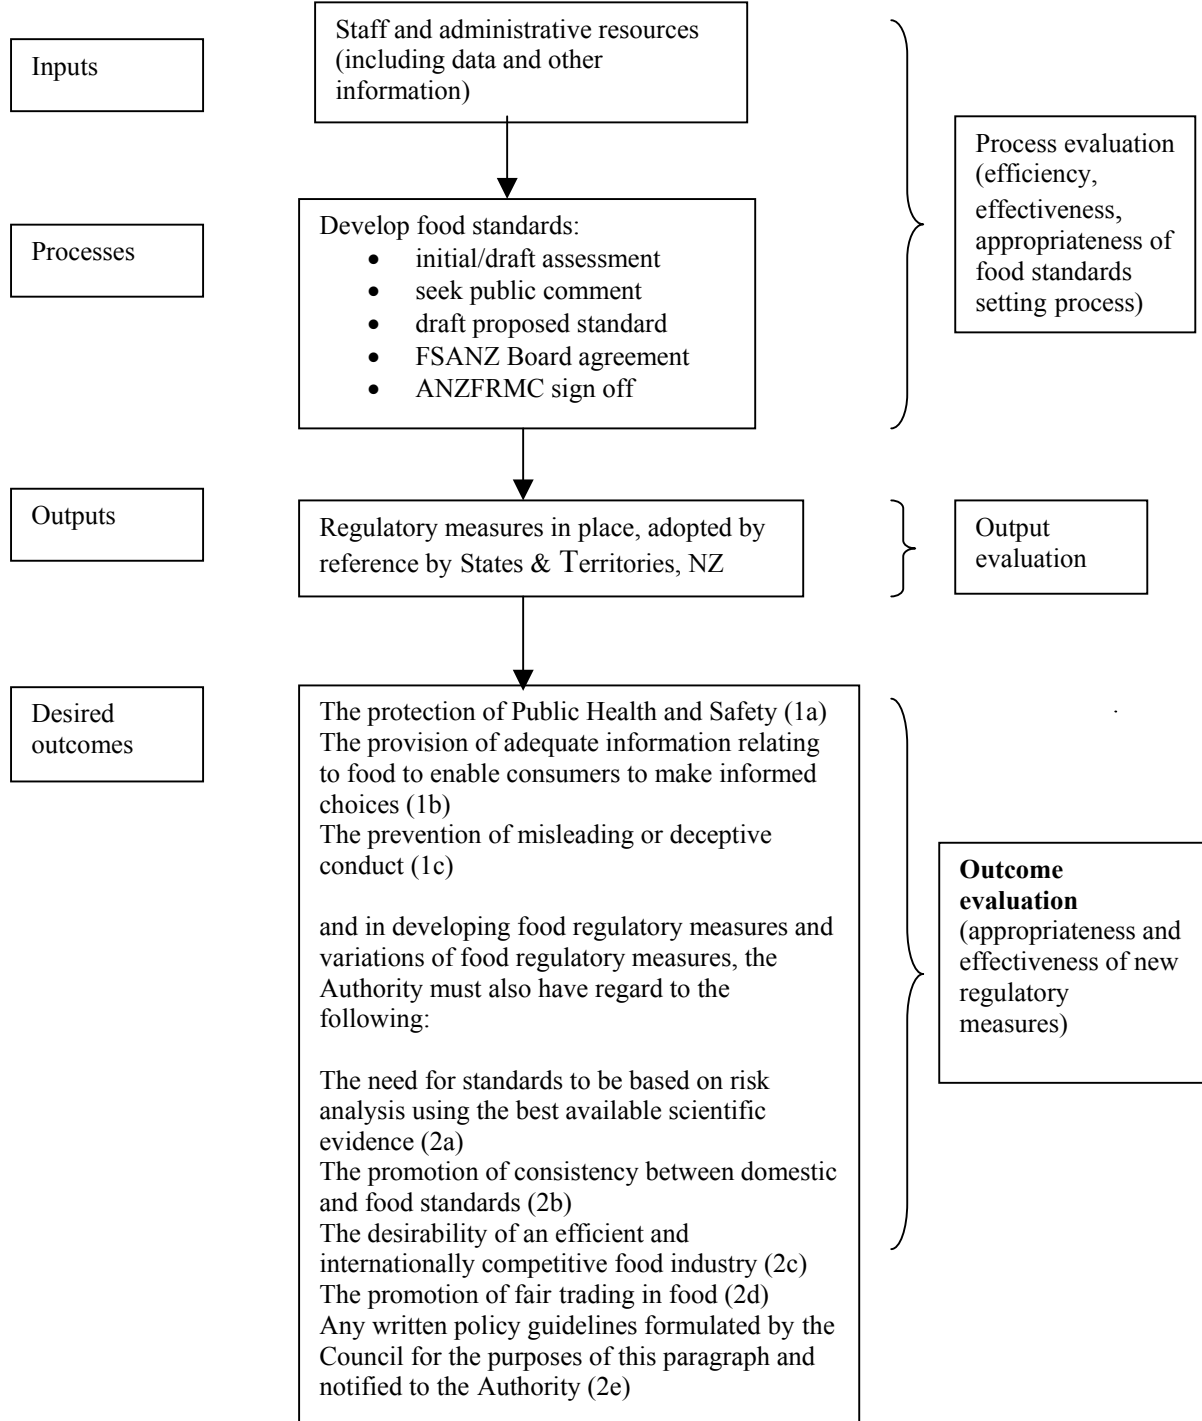 Inputs
Staff and administrative resources
(including data and other
information)
Process evaluation
(efficiency,
effectiveness,
appropriateness of
food standards
setting process)
Processes
Develop food standards:
• initial/draft assessment
• seek public comment
• draft proposed standard
• FSANZ Board agreement
• ANZFRMC sign off
Outputs
Regulatory measures in place, adopted by
reference by States & Territories, NZ
Output
evaluation
Desired
outcomes
The protection of Public Health and Safety (1a)
The provision of adequate information relating
to food to enable consumers to make informed
choices (1b)
The prevention of misleading or deceptive
conduct (1c)
and in developing food regulatory measures and
variations of food regulatory measures, the
Authority must also have regard to the
following:
The need for standards to be based on risk
analysis using the best available scientific
evidence (2a)
The promotion of consistency between domestic
and food standards (2b)
The desirability of an efficient and
internationally competitive food industry (2c)
The promotion of fair trading in food (2d)
Any written policy guidelines formulated by the
Council for the purposes of this paragraph and
notified to the Authority (2e)
Outcome
evaluation
(appropriateness and
effectiveness of new
regulatory
measures)